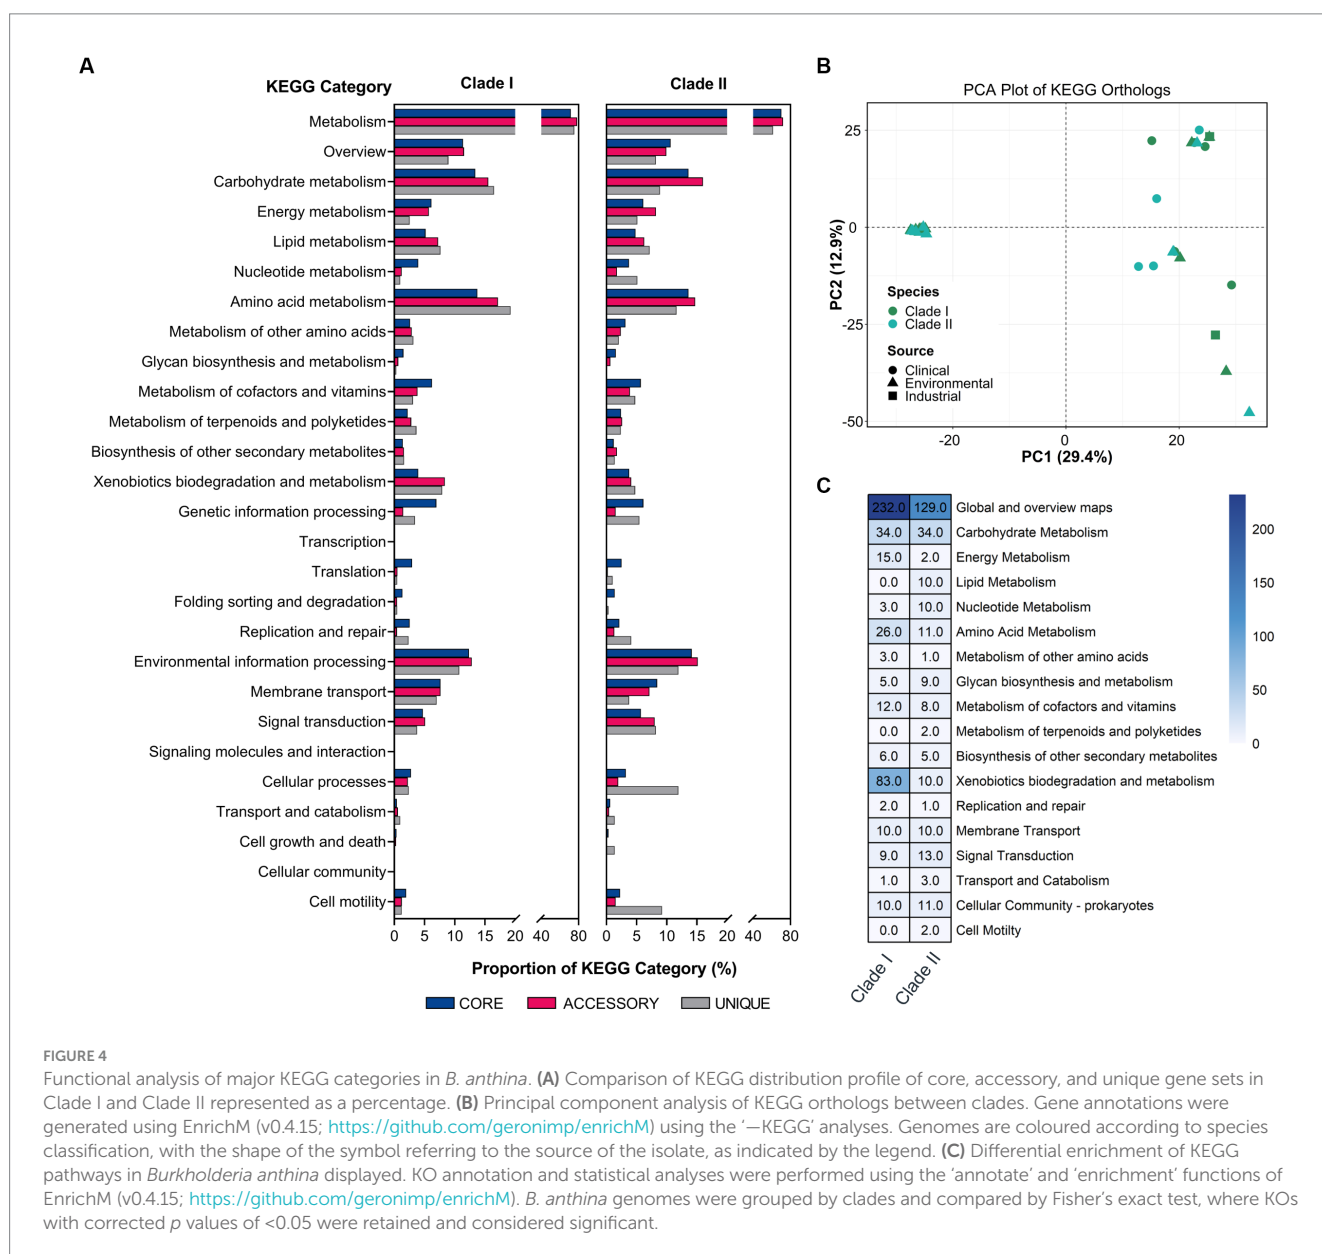 A
KEGG Category
Clade I
Clade II
Metabolism
Overview
Carbohydrate metabolism
Energy metabolism
Lipid metabolism
Nucleotide metabolism
Amino acid metabolism
Metabolism of other amino acids
Glycan biosynthesis and metabolism
Metabolism of cofactors and vitamins
Metabolism of terpenoids and polyketides
Biosynthesis of other secondary metabolites
Xenobiotics biodegradation and metabolism
Genetic information processing
Transcription
Translation
Folding sorting and degradation
Replication and repair
Environmental information processing
Membrane transport
Signal transduction
Signaling molecules and interaction
Cellular processes
Transport and catabolism
Cell growth and death
Cellular community
Cell motility
0 5 10 15 20 40 80 0 5 10 15 20 40 80
Proportion of KEGG Category (%)
CORE ACCESSORY UNIQUE
B
PCA Plot of KEGG Orthologs
25
0
-25
-50
PC2 (12.9%)
Species
Clade I
Clade II
Source
Clinical
Environmental
Industrial
-20 0 20
PC1 (29.4%)
C
232.0 129.0 Global and overview maps
34.0 34.0 Carbohydrate Metabolism
15.0 2.0 Energy Metabolism
0.0 10.0 Lipid Metabolism
3.0 10.0 Nucleotide Metabolism
26.0 11.0 Amino Acid Metabolism
3.0 1.0 Metabolism of other amino acids
5.0 9.0 Glycan biosynthesis and metabolism
12.0 8.0 Metabolism of cofactors and vitamins
0.0 2.0 Metabolism of terpenoids and polyketides
6.0 5.0 Biosynthesis of other secondary metabolites
83.0 10.0 Xenobiotics biodegradation and metabolism
2.0 1.0 Replication and repair
10.0 10.0 Membrane Transport
9.0 13.0 Signal Transduction
1.0 3.0 Transport and Catabolism
10.0 11.0 Cellular Community - prokaryotes
0.0 2.0 Cell Motilty
Clade I
Clade II
200
150
100
50
0
FIGURE 4
Functional analysis of major KEGG categories in B. anthina. (A) Comparison of KEGG distribution profile of core, accessory, and unique gene sets in
Clade I and Clade II represented as a percentage. (B) Principal component analysis of KEGG orthologs between clades. Gene annotations were
generated using EnrichM (v0.4.15; https://github.com/geronimp/enrichM) using the ‘—KEGG’ analyses. Genomes are coloured according to species
classification, with the shape of the symbol referring to the source of the isolate, as indicated by the legend. (C) Differential enrichment of KEGG
pathways in Burkholderia anthina displayed. KO annotation and statistical analyses were performed using the ‘annotate’ and ‘enrichment’ functions of
EnrichM (v0.4.15; https://github.com/geronimp/enrichM). B. anthina genomes were grouped by clades and compared by Fisher’s exact test, where KOs
with corrected p values of <0.05 were retained and considered significant.